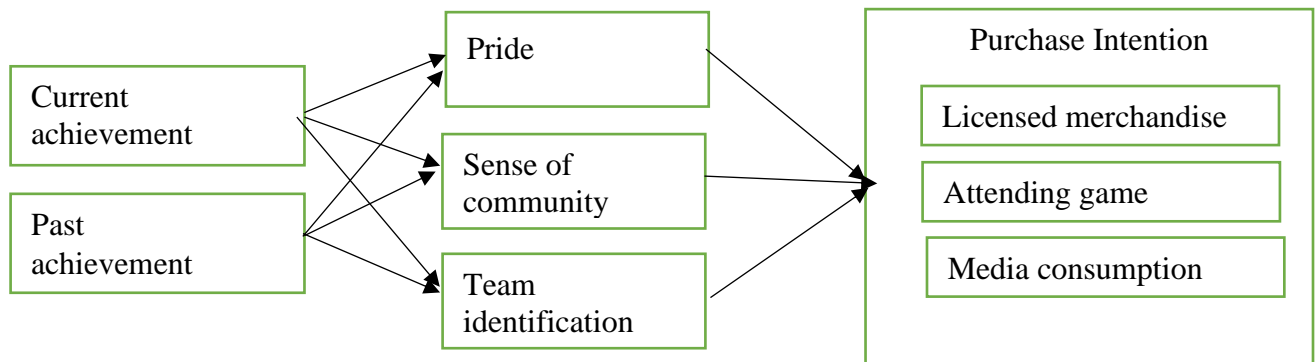 Current
achievement
Past
achievement
Pride
Sense of
community
Team
identification
Purchase Intention
Licensed merchandise
Attending game
Media consumption